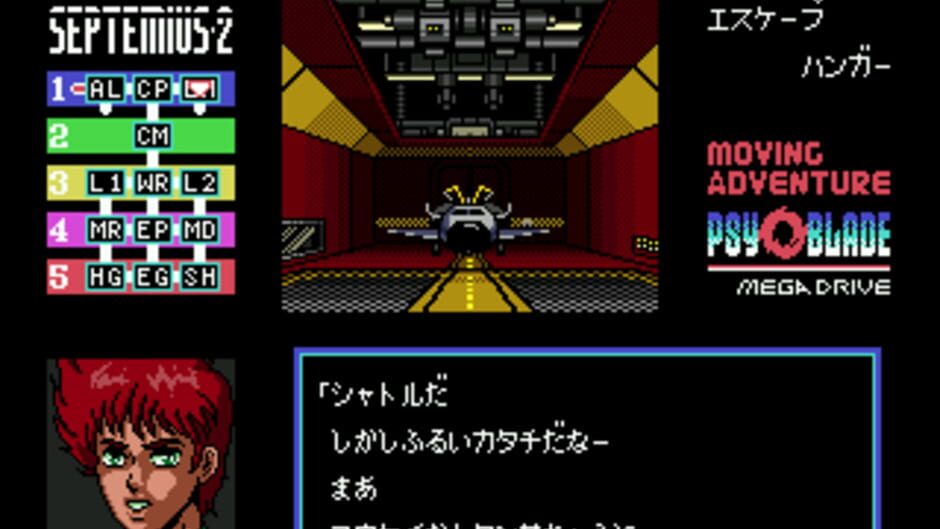 SEPTEMIUS・2
エスケープ
ハンガー
1 AL CP
2 CM
3 L1 WR L2
4 MR EP MD
5 HG EG SH
MOVING
ADVENTURE
PSY・O・BLADE
MEGA DRIVE
「シャトルだ
しかしふるいカタチだなー
まあ